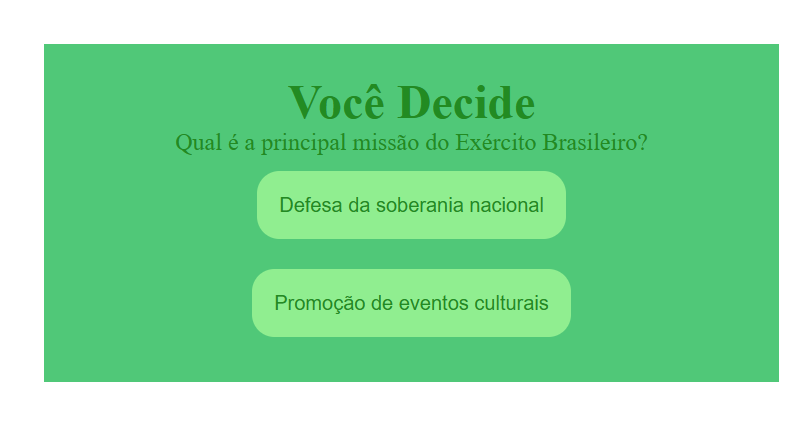 Você Decide
Qual é a principal missão do Exército Brasileiro?
Defesa da soberania nacional
Promoção de eventos culturais